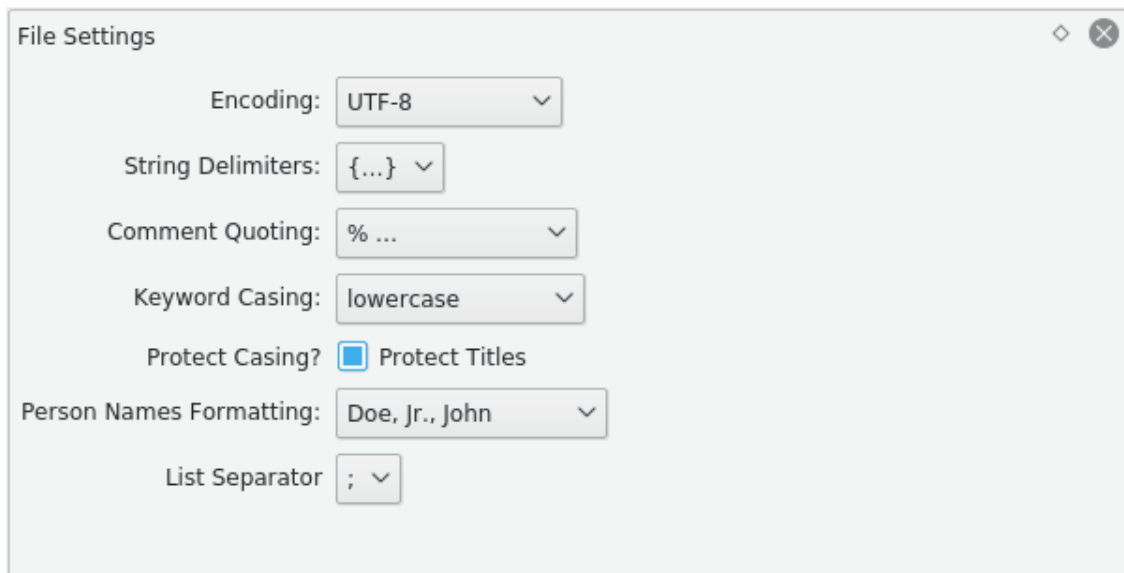 File Settings
Encoding: UTF-8
String Delimiters: {...}
Comment Quoting: % ...
Keyword Casing: lowercase
Protect Casing? Protect Titles
Person Names Formatting: Doe, Jr., John
List Separator ;